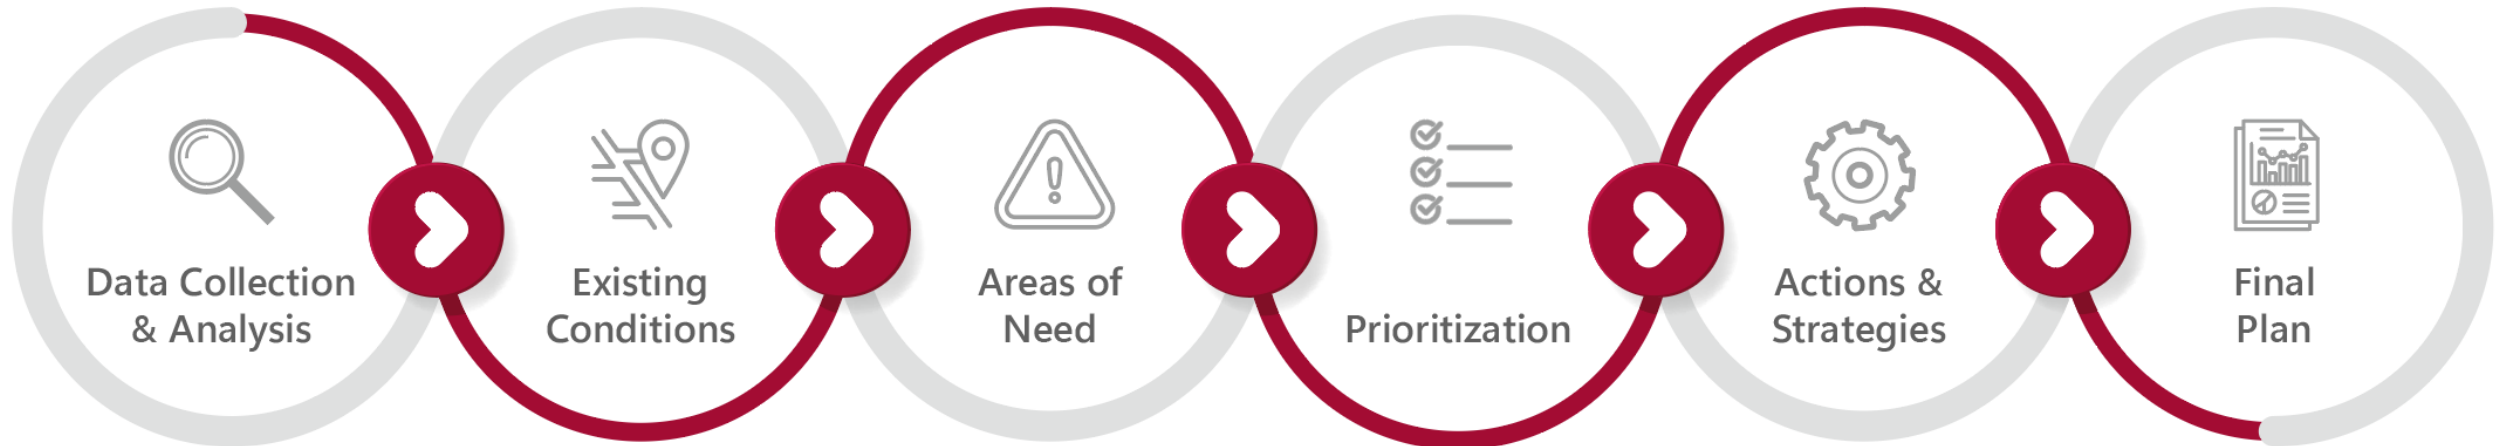 Data Collection
& Analysis
Existing
Conditions
Areas of
Need
Prioritization
Actions &
Strategies
Final
Plan